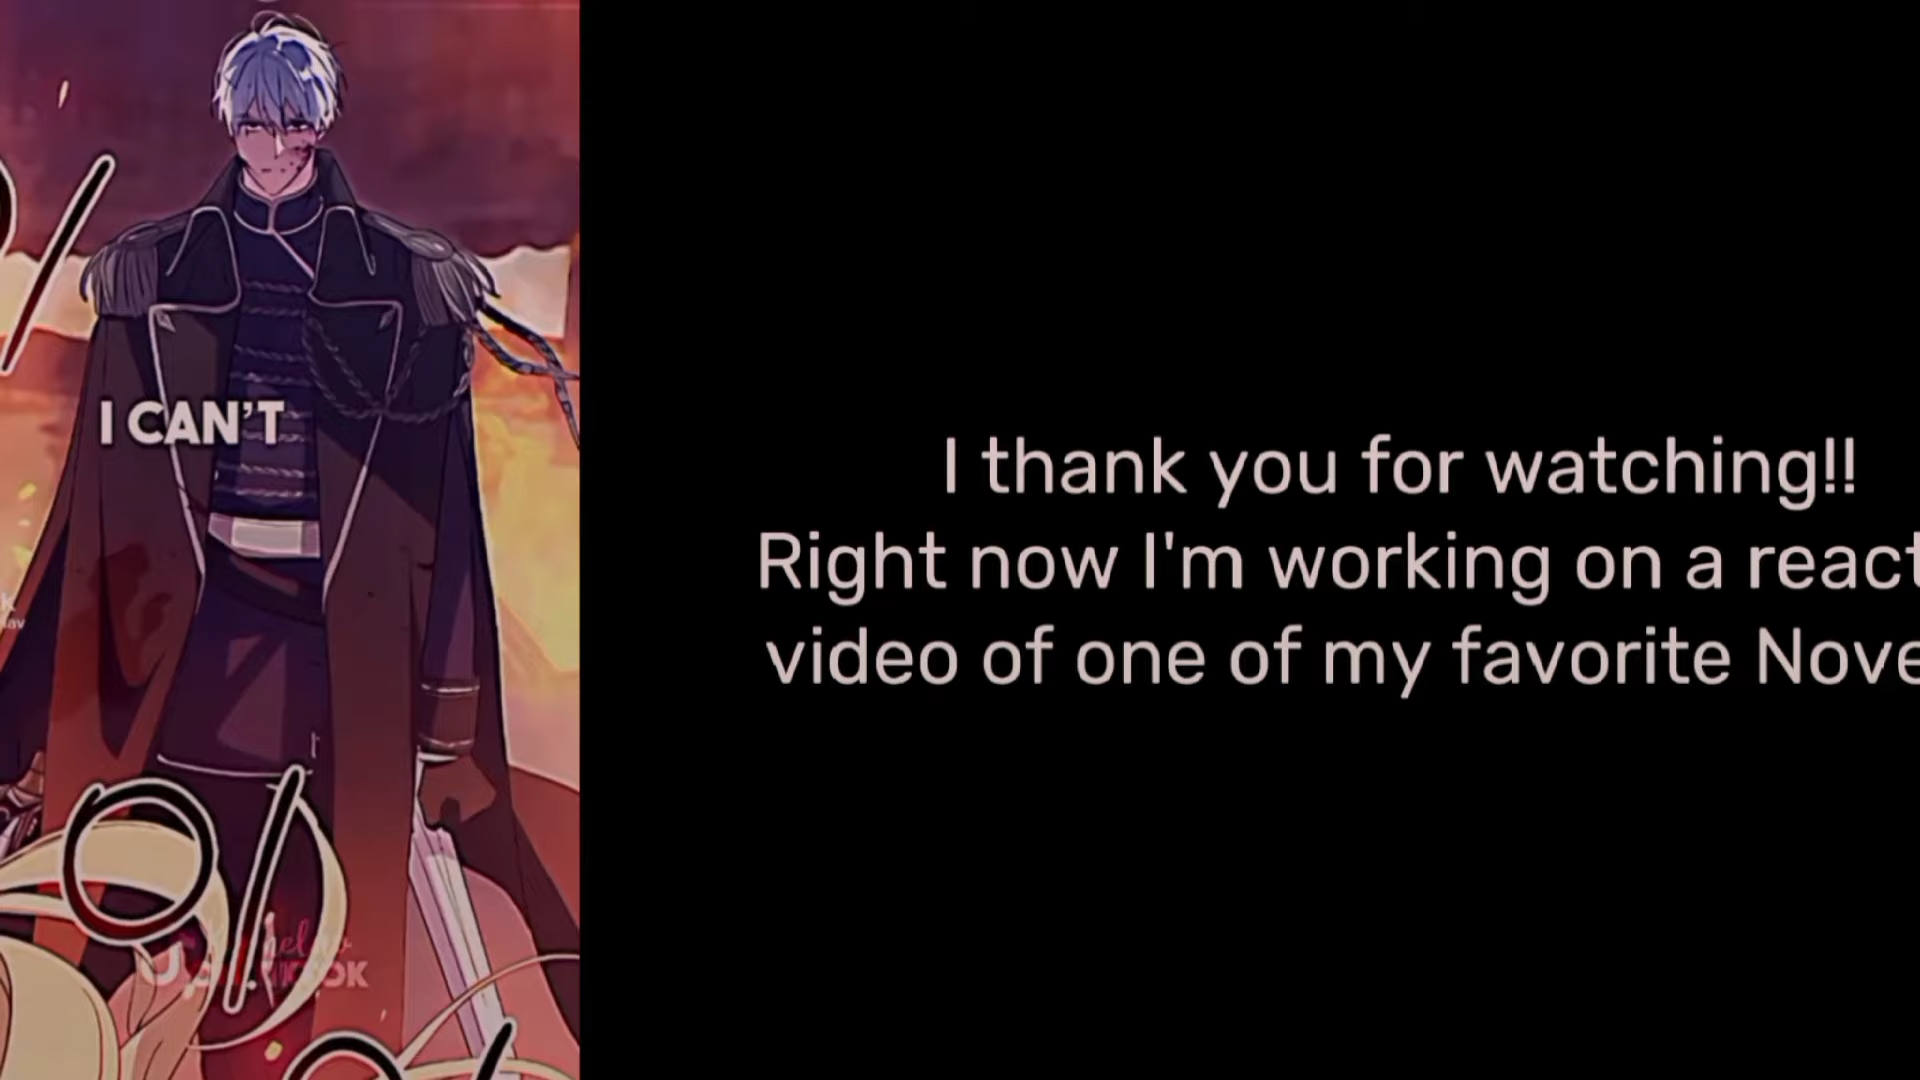 I CAN'T
I thank you for watching!!
Right now I'm working on a react
video of one of my favorite Nove